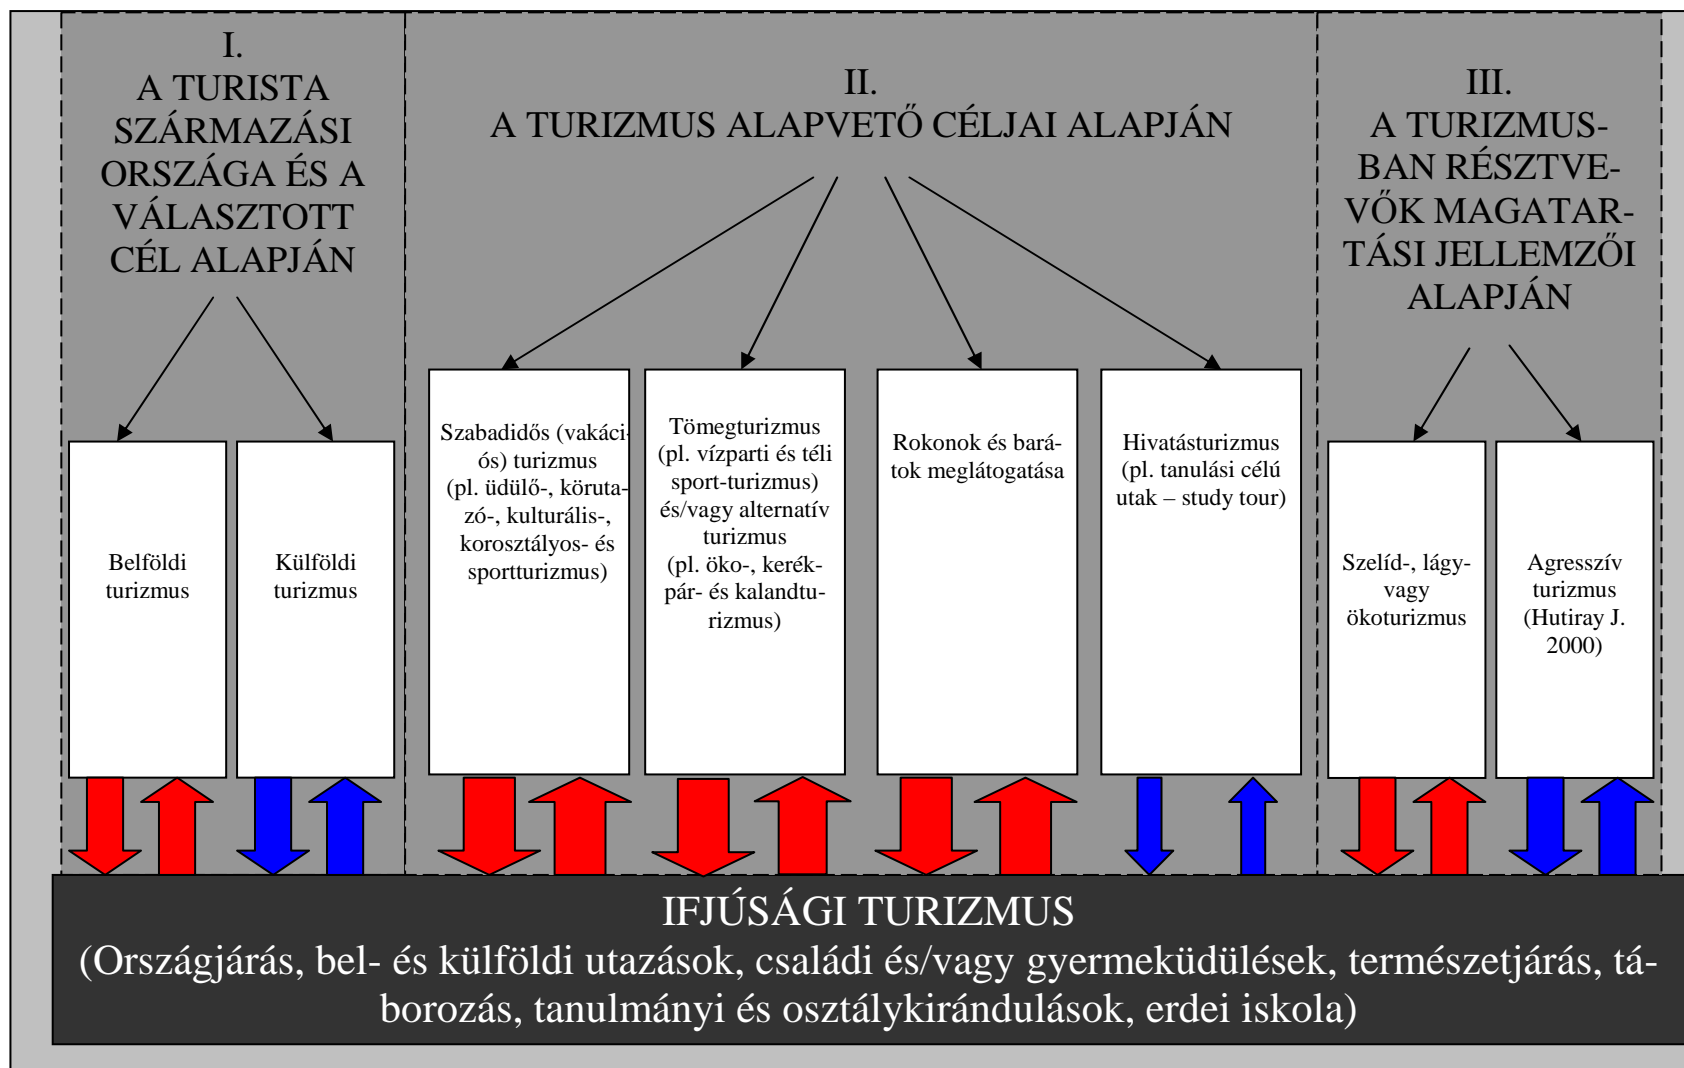 I.
A TURISTA
SZÁRMAZÁSI
ORSZÁGA ÉS A
VÁLASZTOTT
CÉL ALAPJÁN
II.
A TURIZMUS ALAPVETŐ CÉLJAI ALAPJÁN
III.
A TURIZMUS-
BAN RÉSZTVE-
VŐK MAGATAR-
TÁSI JELLEMZŐI
ALAPJÁN
Belföldi
turizmus
Külföldi
turizmus
Szabadidős (vakáci-
ós) turizmus
(pl. üdülő-, köruta-
zó-, kulturális-,
korosztályos- és
sportturizmus)
Tömegturizmus
(pl. vízparti és téli
sport-turizmus)
és/vagy alternatív
turizmus
(pl. öko-, kerék-
pár- és kalandtu-
rizmus)
Rokonok és bará-
tok meglátogatása
Hivatásturizmus
(pl. tanulási célú
utak – study tour)
Szelíd-, lágy-
vagy
ökoturizmus
Agresszív
turizmus
(Hutiray J.
2000)
IFJÚSÁGI TURIZMUS
(Országjárás, bel- és külföldi utazások, családi és/vagy gyermeküdülések, természetjárás, tá-
borozás, tanulmányi és osztálykirándulások, erdei iskola)